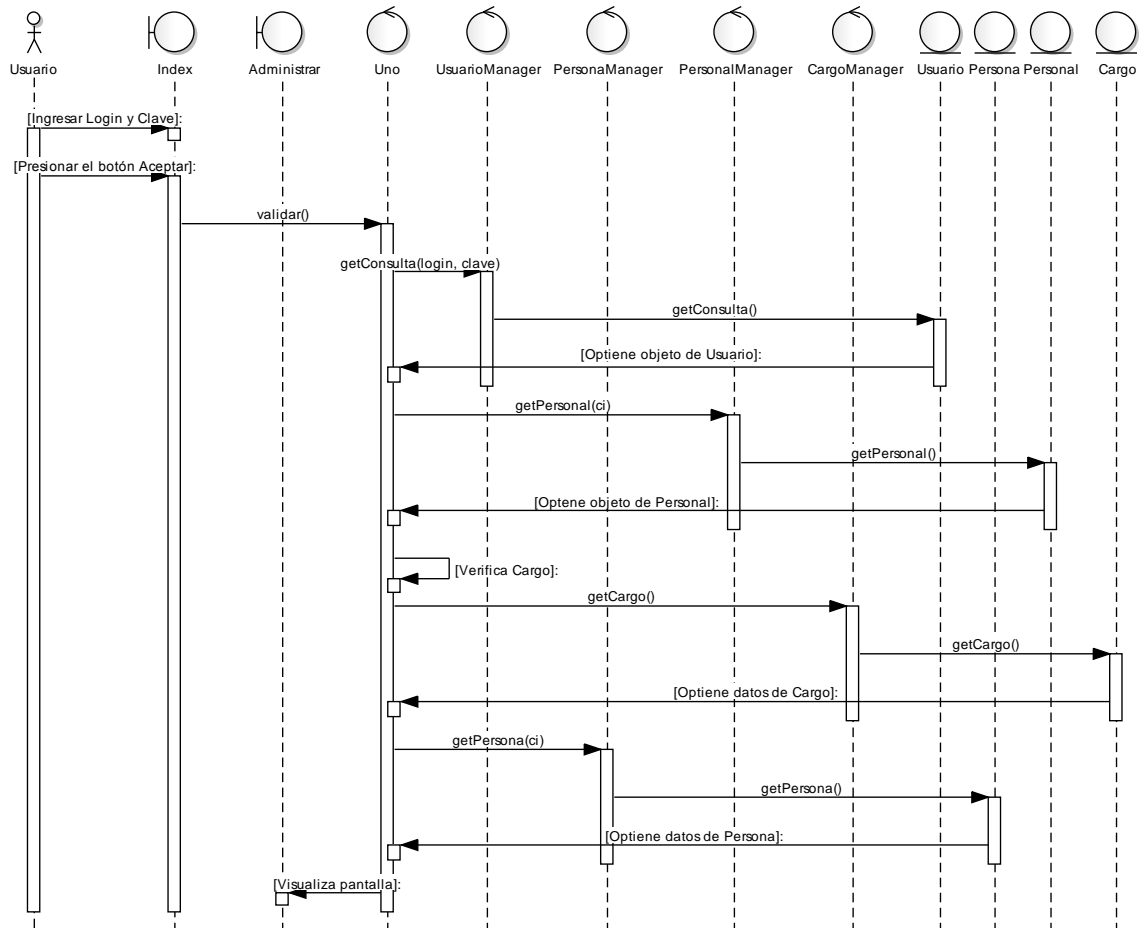 Usuario
Index
Administrar
Uno
UsuarioManager
PersonaManager
PersonalManager
CargoManager
Usuario
Persona
Personal
Cargo
[Ingresar Login y Clave]:
[Presionar el botón Aceptar]:
validar()
getConsulta(login, clave)
getConsulta()
[Optiene objeto de Usuario]:
getPersonal(ci)
getPersonal()
[Optene objeto de Personal]:
[Verifica Cargo]:
getCargo()
getCargo()
[Optiene datos de Cargo]:
getPersona(ci)
getPersona()
[Optiene datos de Persona]:
[Visualiza pantalla]: